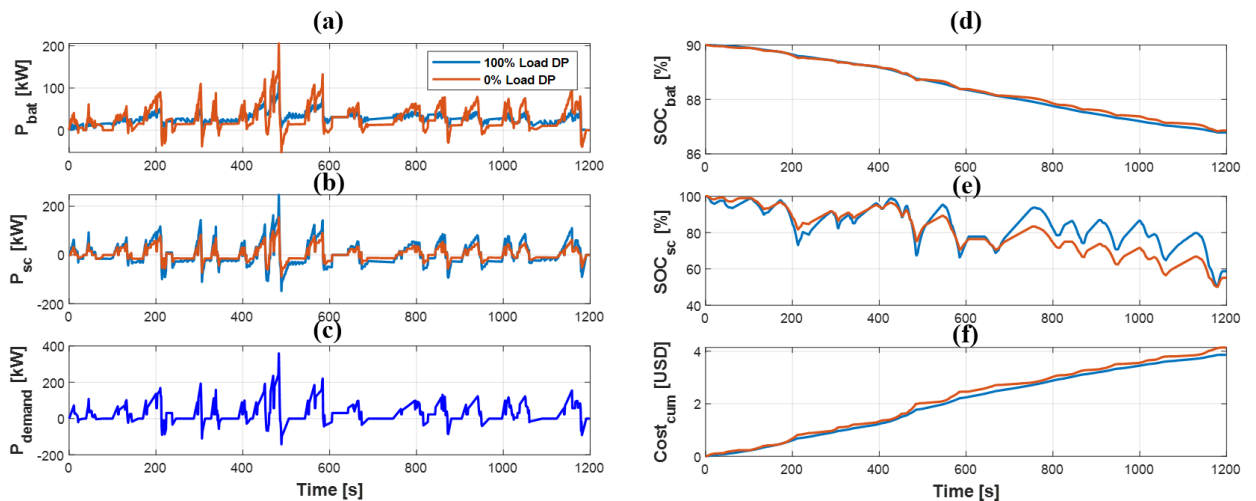 (a)
200
100
0
P_bat [kW]
100% Load DP
0% Load DP
0 200 400 600 800 1000 1200
(b)
200
0
-200
P_sc [kW]
0 200 400 600 800 1000 1200
(c)
400
200
0
-200
P_demand [kW]
0 200 400 600 800 1000 1200
Time [s]
(d)
90
88
86
SOC_bat [%]
0 200 400 600 800 1000 1200
(e)
100
80
60
40
SOC_sc [%]
0 200 400 600 800 1000 1200
(f)
4
2
0
Cost_cum [USD]
0 200 400 600 800 1000 1200
Time [s]